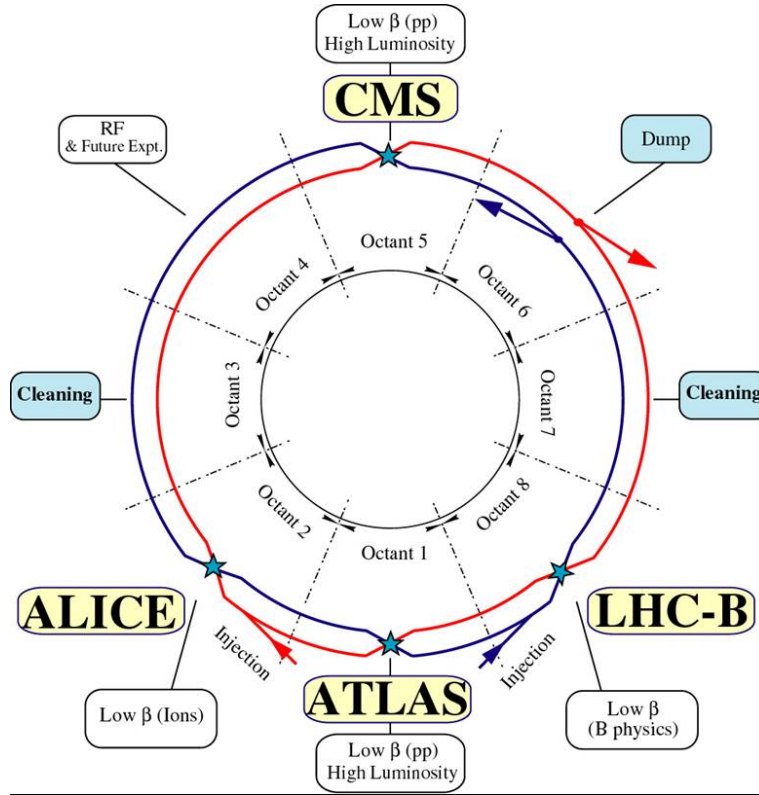 Low β (pp)
High Luminosity
CMS
RF
& Future Expt.
Dump
Octant 5
Octant 4
Octant 6
Cleaning
Octant 3
Octant 7
Cleaning
Octant 2
Octant 8
Octant 1
ALICE
LHC-B
Injection
Injection
ATLAS
Low β (Ions)
Low β
(B physics)
Low β (pp)
High Luminosity